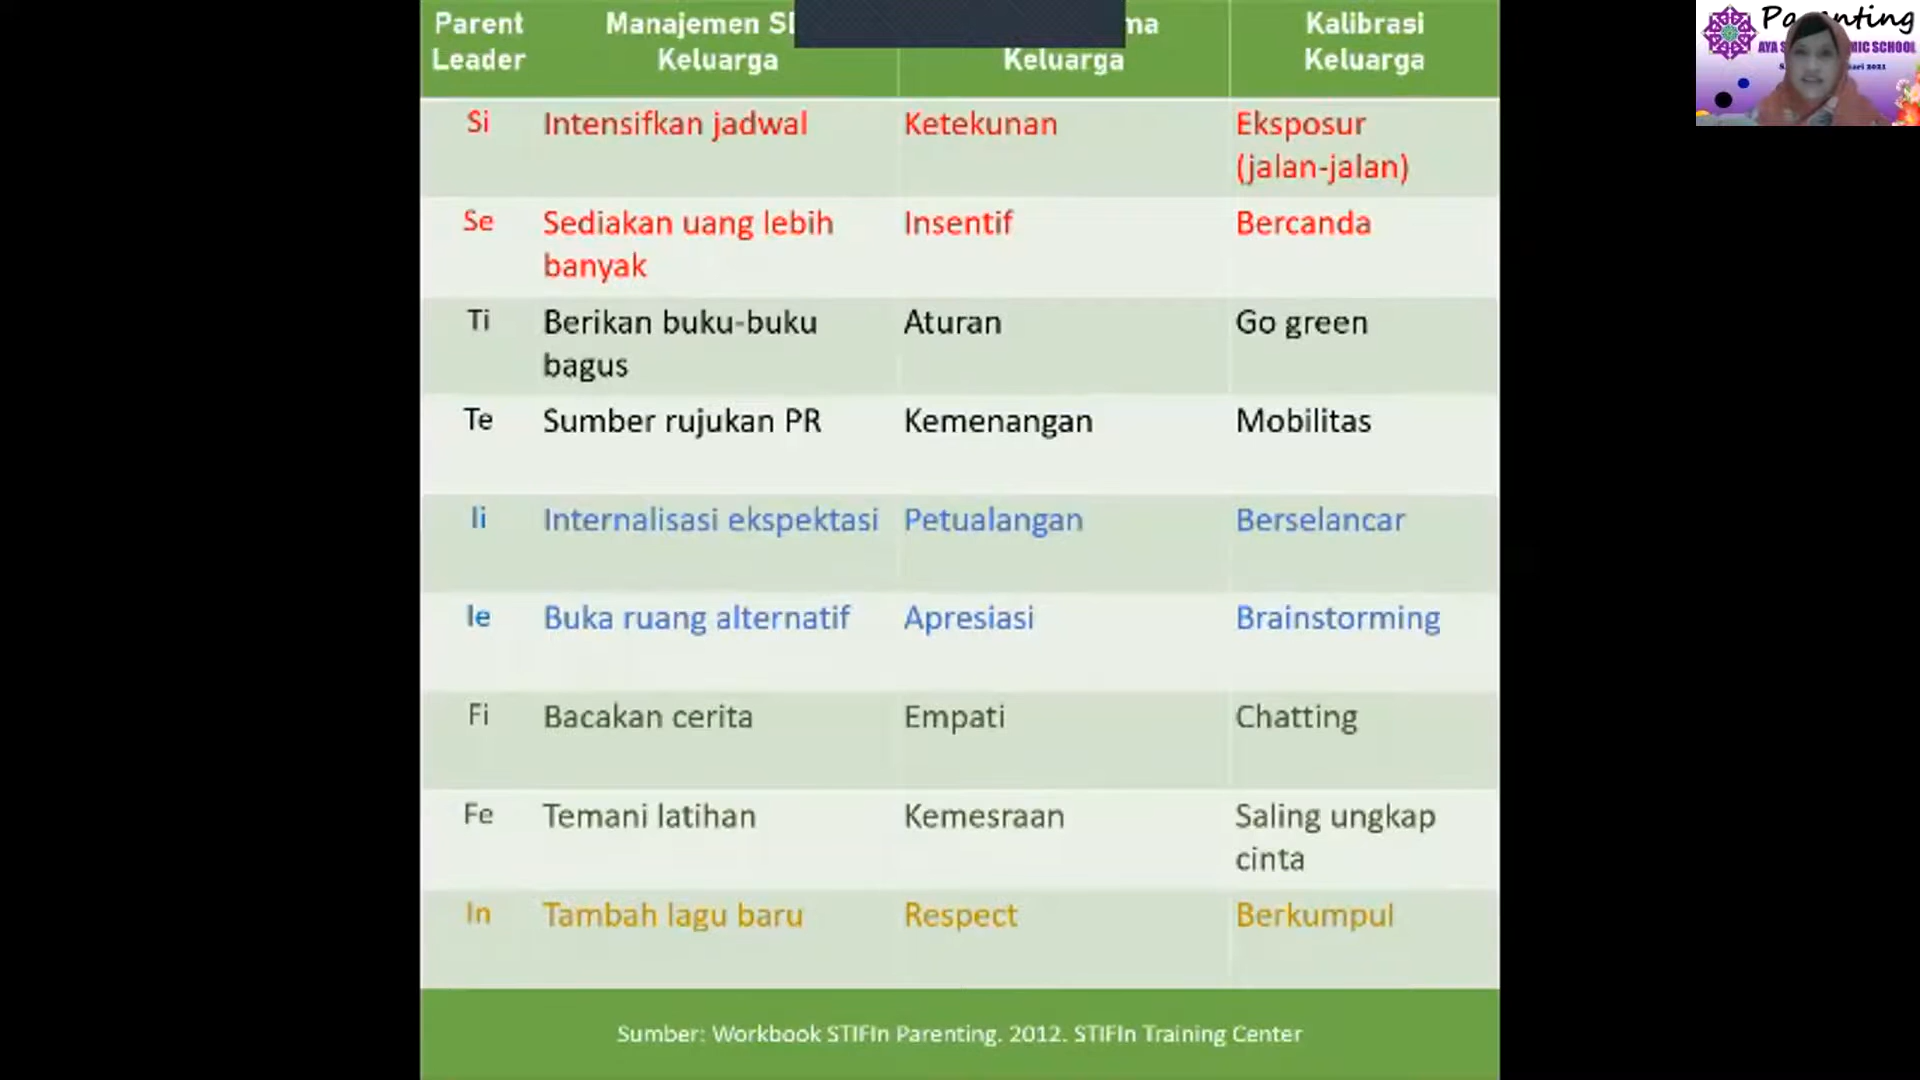 Parent
Leader
Manajemen
Keluarga
Keluarga
Kalibrasi
Keluarga
Si
Intensifkan jadwal
Ketekunan
Eksposur
(jalan-jalan)
Se
Sediakan uang lebih
banyak
Insentif
Bercanda
Ti
Berikan buku-buku
bagus
Aturan
Go green
Te
Sumber rujukan PR
Kemenangan
Mobilitas
Ii
Internalisasi ekspektasi
Petualangan
Berselancar
Ie
Buka ruang alternatif
Apresiasi
Brainstorming
Fi
Bacakan cerita
Empati
Chatting
Fe
Temani latihan
Kemesraan
Saling ungkap
cinta
In
Tambah lagu baru
Respect
Berkumpul
Sumber: Workbook STIFIn Parenting. 2012. STIFIn Training Center
Parenting
AYA
SCHOOL
2021